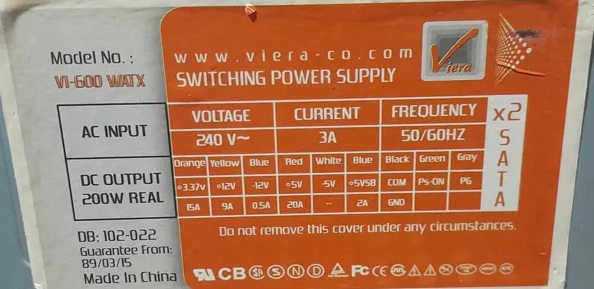 Model No. :
VI-600 WATX
www.viera-co.com
Viera
SWITCHING POWER SUPPLY
VOLTAGE CURRENT FREQUENCY
AC INPUT 240 V~ 3A 50/60HZ
x2 SATA
Orange Yellow Blue Red White Blue Black Green Gray
DC OUTPUT
200W REAL
+3.37v +12V -12V +5V -5V +5VSB COM Ps-ON PG
15A 9A 0.5A 20A -- 2A GND
DB: 102-022
Guarantee From:
89/03/15
Made In China
Do not remove this cover under any circumstances.
CB FC CE